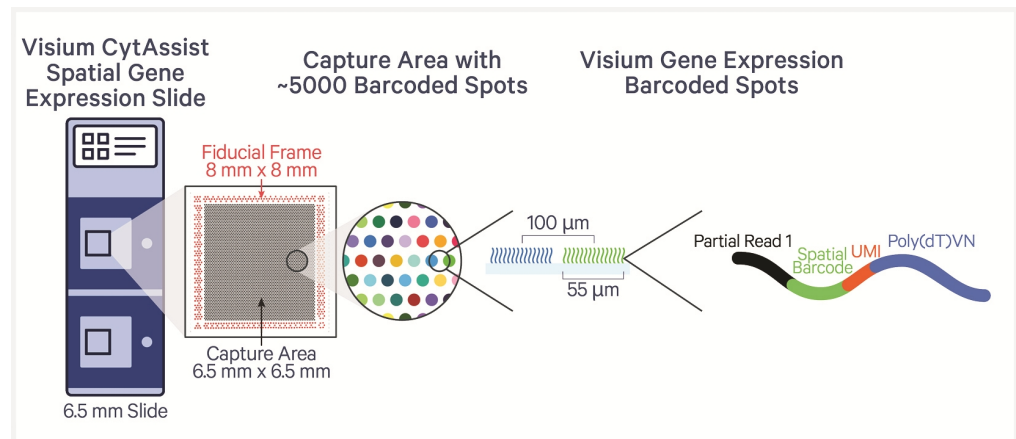 Visium CytAssist
Spatial Gene
Expression Slide
Capture Area with
~5000 Barcoded Spots
Visium Gene Expression
Barcoded Spots
Fiducial Frame
8 mm x 8 mm
100 µm
55 µm
Partial Read 1
Spatial
Barcode
UMI
Poly(dT)VN
Capture Area
6.5 mm x 6.5 mm
6.5 mm Slide